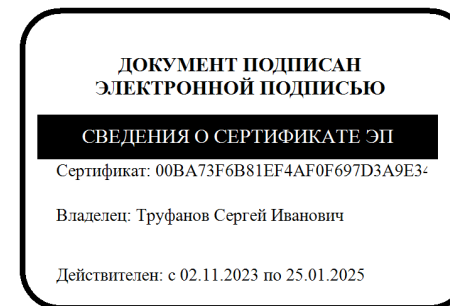 ДОКУМЕНТ ПОДПИСАН
ЭЛЕКТРОННОЙ ПОДПИСЬЮ
СВЕДЕНИЯ О СЕРТИФИКАТЕ ЭП
Сертификат: 00BA73F6B81EF4AF0F697D3A9E34
Владелец: Труфанов Сергей Иванович
Действителен: с 02.11.2023 по 25.01.2025